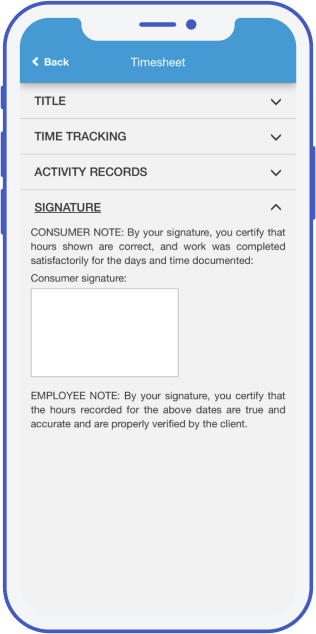 Back Timesheet
TITLE
TIME TRACKING
ACTIVITY RECORDS
SIGNATURE
CONSUMER NOTE: By your signature, you certify that
hours shown are correct, and work was completed
satisfactorily for the days and time documented:
Consumer signature:
EMPLOYEE NOTE: By your signature, you certify that
the hours recorded for the above dates are true and
accurate and are properly verified by the client.